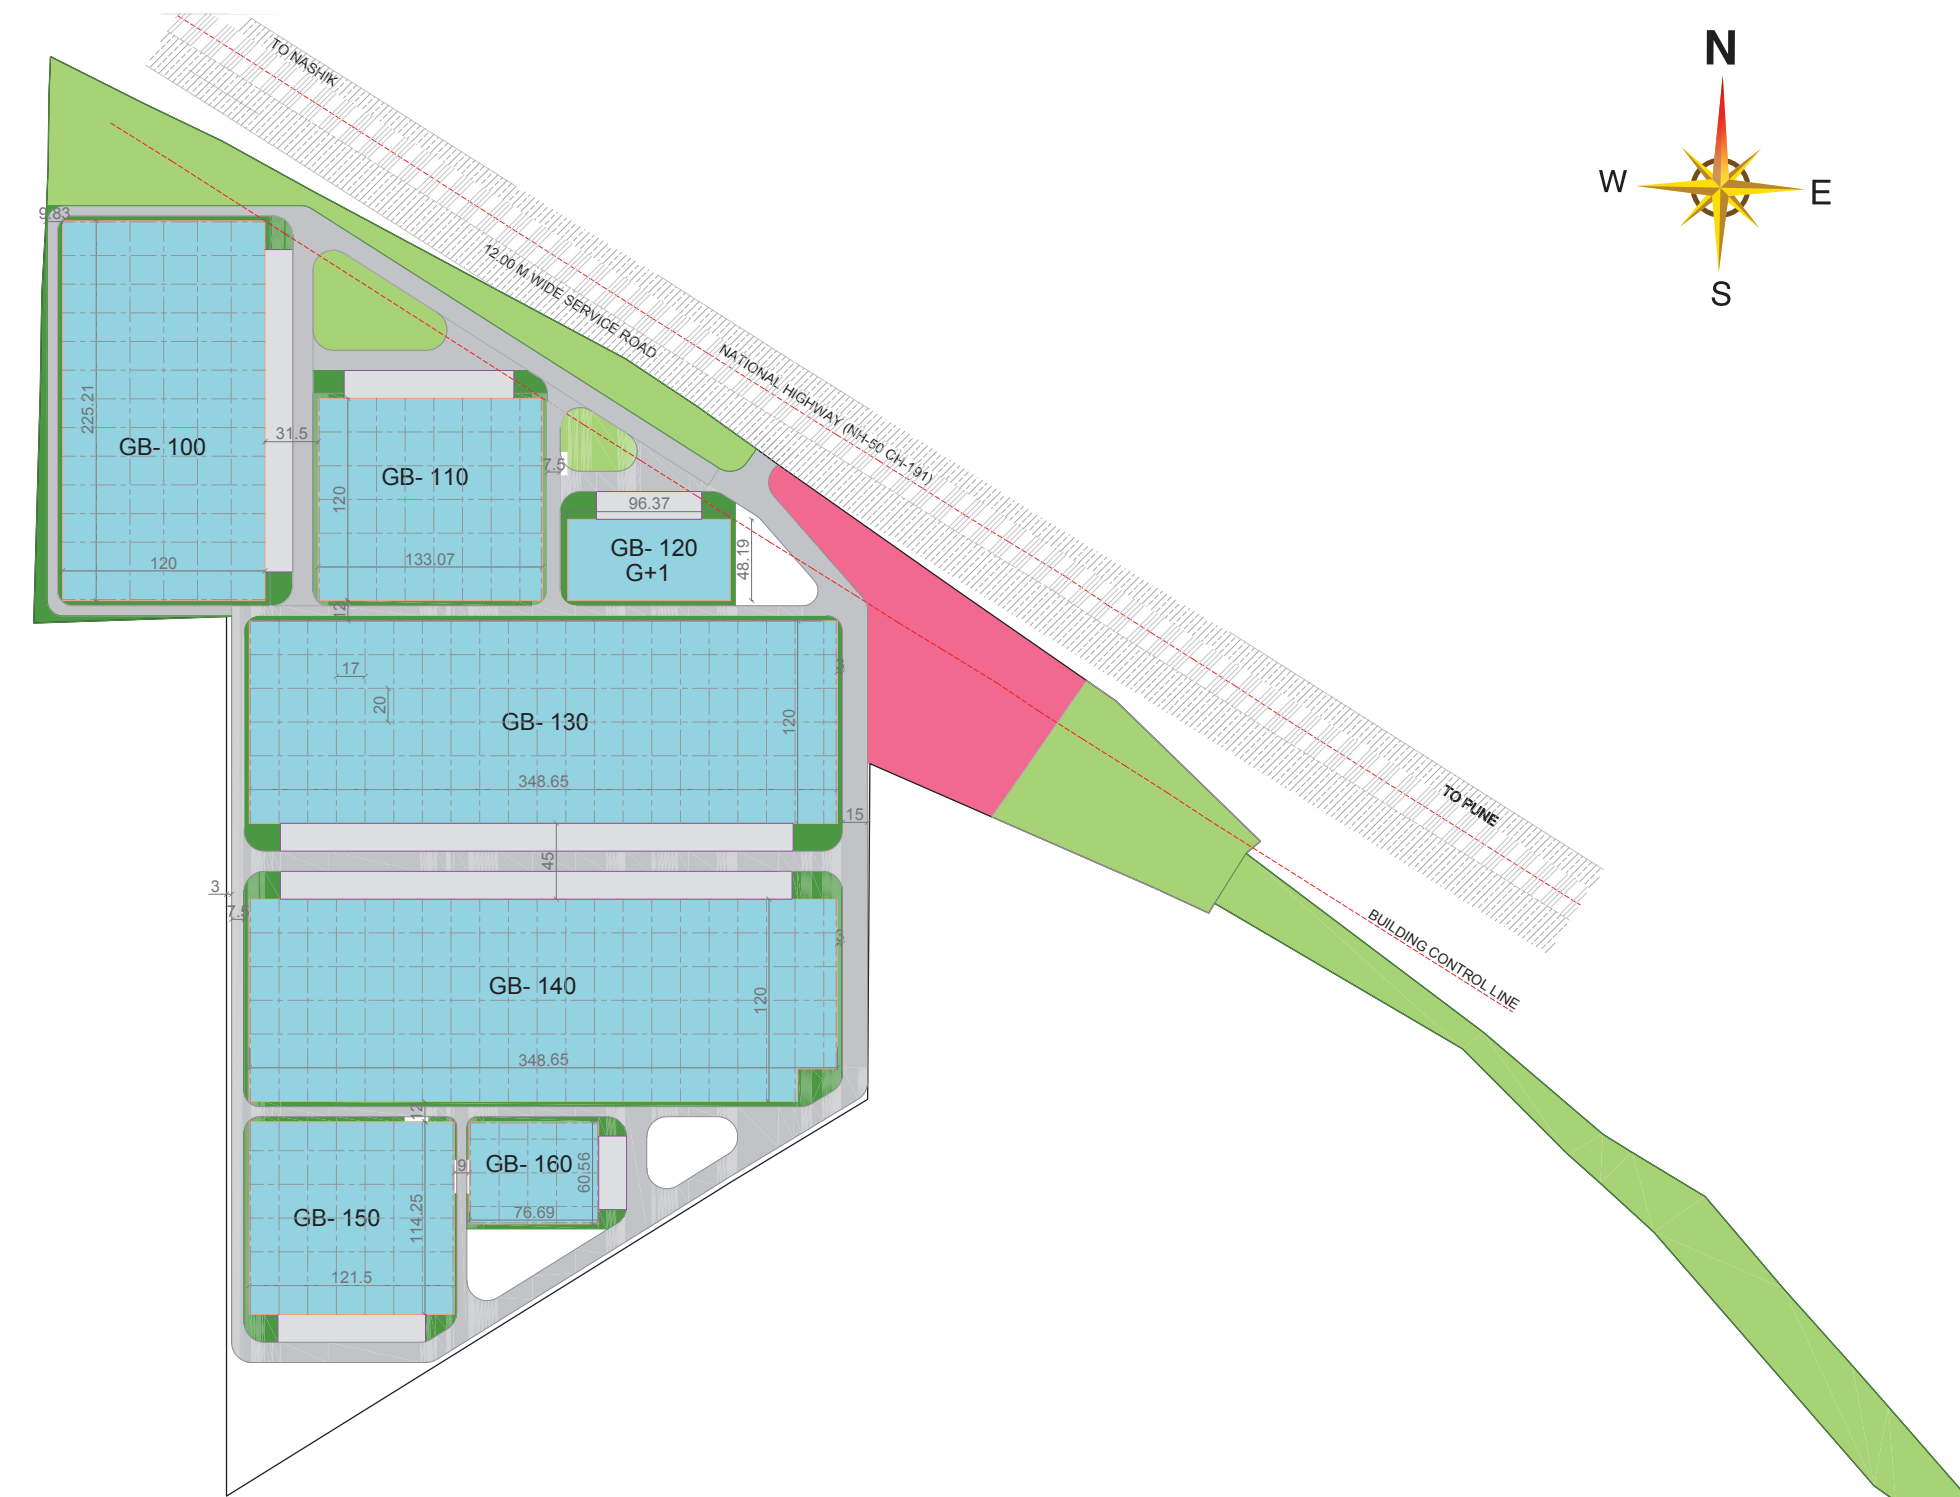 N
W
E
S
TO NASHIK
12.00 M WIDE SERVICE ROAD
NATIONAL HIGHWAY (NH-50 CH-191)
TO PUNE
BUILDING CONTROL LINE
9.83
225.21
GB- 100
120
31.5
GB- 110
120
133.07
7.5
12
96.37
GB- 120
G+1
48.19
17
20
GB- 130
120
348.65
15
45
3
7.5
GB- 140
120
348.65
12
GB- 150
114.25
121.5
9
GB- 160
60.56
76.69